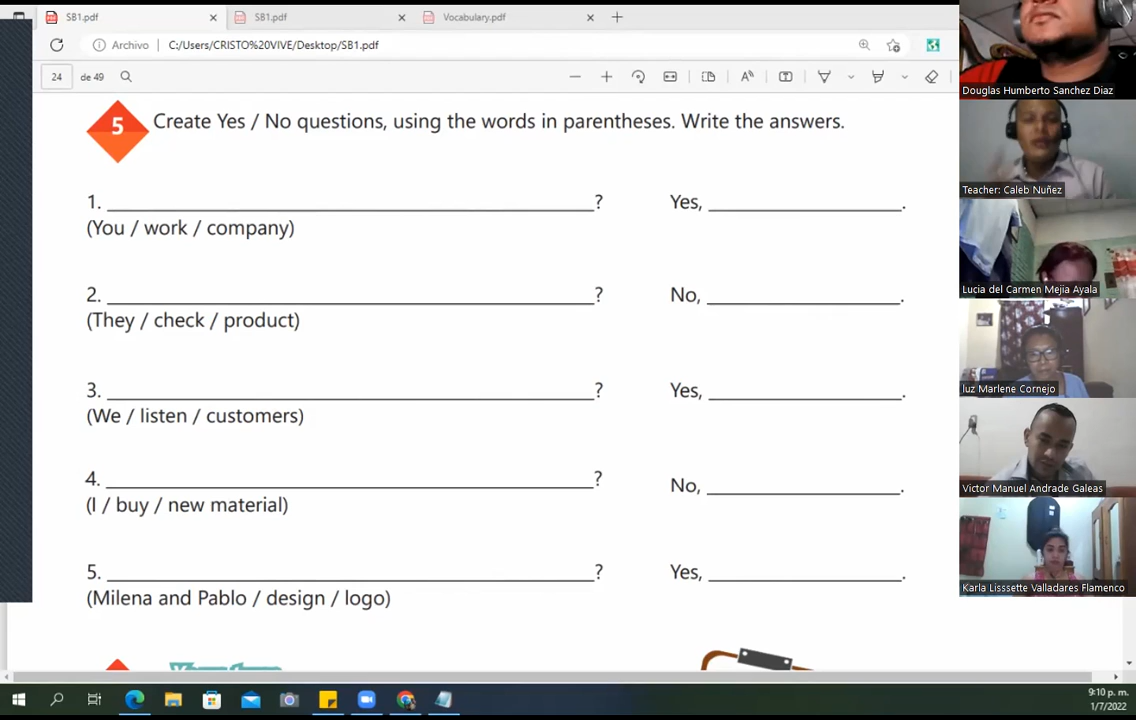 SB1.pdf
SB1.pdf
Vocabulary.pdf
Archivo C:/Users/CRISTO%20VIVE/Desktop/SB1.pdf
24 de 49
5 Create Yes / No questions, using the words in parentheses. Write the answers.
1. ? Yes, .
(You / work / company)
2. ? No, .
(They / check / product)
3. ? Yes, .
(We / listen / customers)
4. ? No, .
(I / buy / new material)
5. ? Yes, .
(Milena and Pablo / design / logo)
Douglas Humberto Sanchez Diaz
Teacher: Caleb Nuñez
Lucia del Carmen Mejia Ayala
luz Marlene Cornejo
Victor Manuel Andrade Galeas
Karla Lisssette Valladares Flamenco
9:10 p. m.
1/7/2022